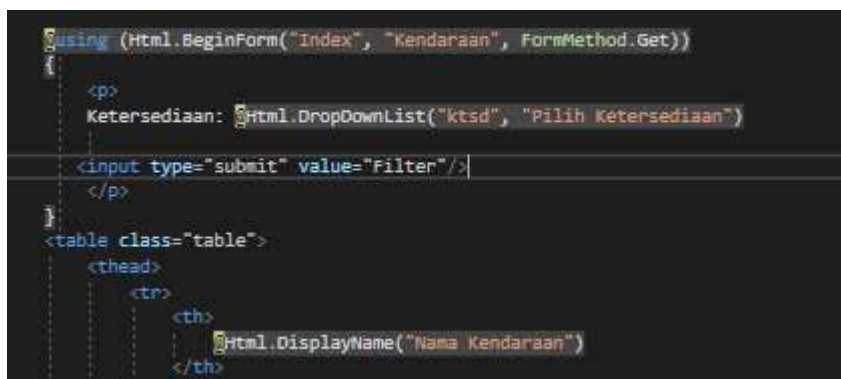 @using (Html.BeginForm("Index", "Kendaraan", FormMethod.Get))
{
<p>
Ketersediaan: @Html.DropDownList("ktsd", "Pilih Ketersediaan")
<input type="submit" value="Filter"/>
</p>
}
<table class="table">
<thead>
<tr>
<th>
@Html.DisplayName("Nama Kendaraan")
</th>